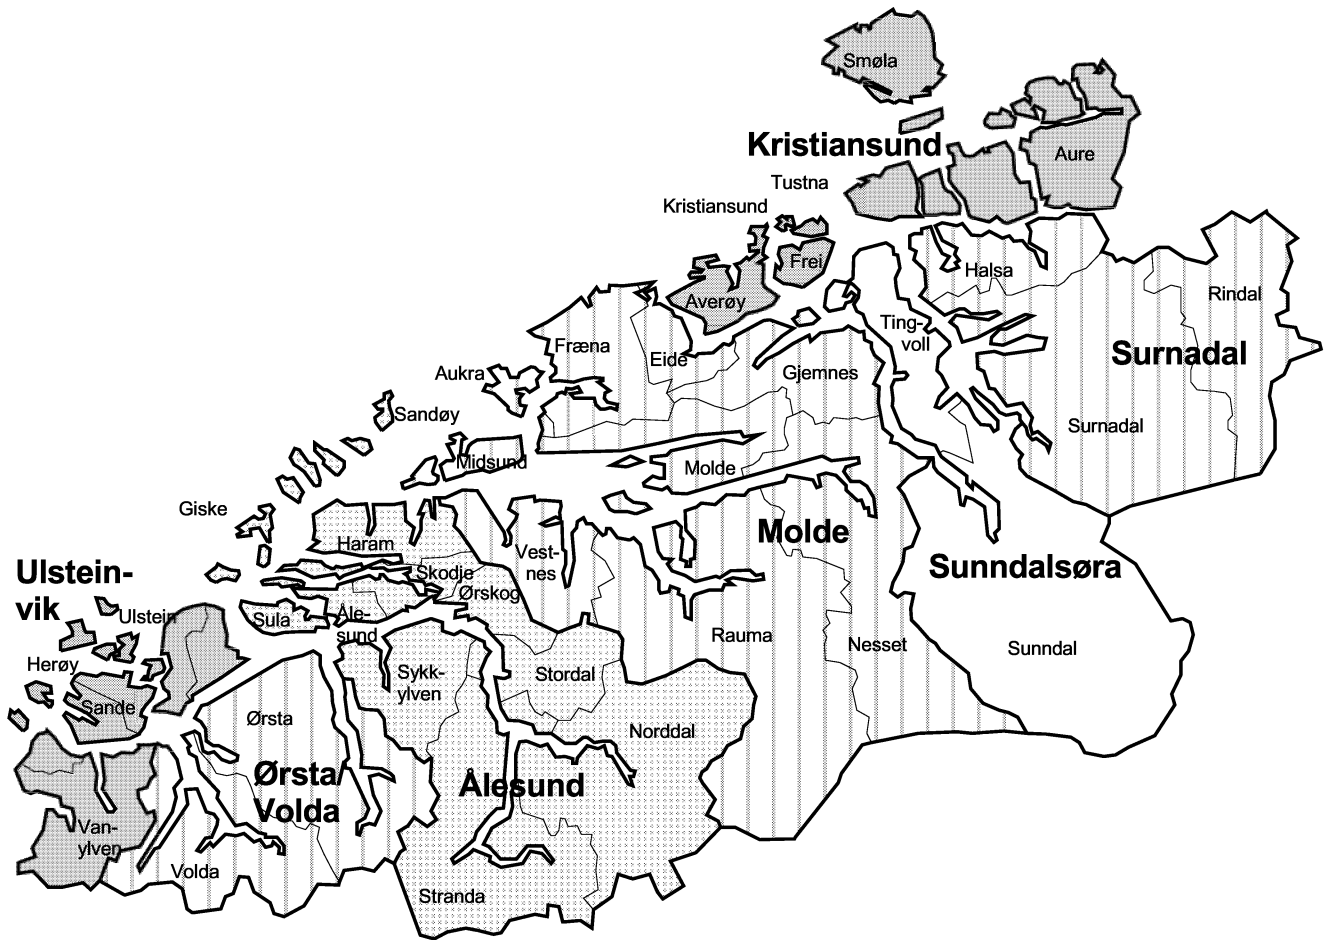 Smøla
Kristiansund
Aure
Tustna
Kristiansund
Frei
Halsa
Averøy
Rindal
Ting-
voll
Fræna
Eide
Surnadal
Gjemnes
Aukra
Sandøy
Surnadal
Midsund
Molde
Giske
Molde
Haram
Vest-
nes
Skodje
Ørskog
Sunndalsøra
Ulstein-
vik
Ulstein
Sula
Åle-
sund
Rauma
Nesset
Sunndal
Herøy
Sykk-
ylven
Stordal
Sande
Ørsta
Norddal
Ørsta/
Volda
Ålesund
Van-
ylven
Volda
Stranda